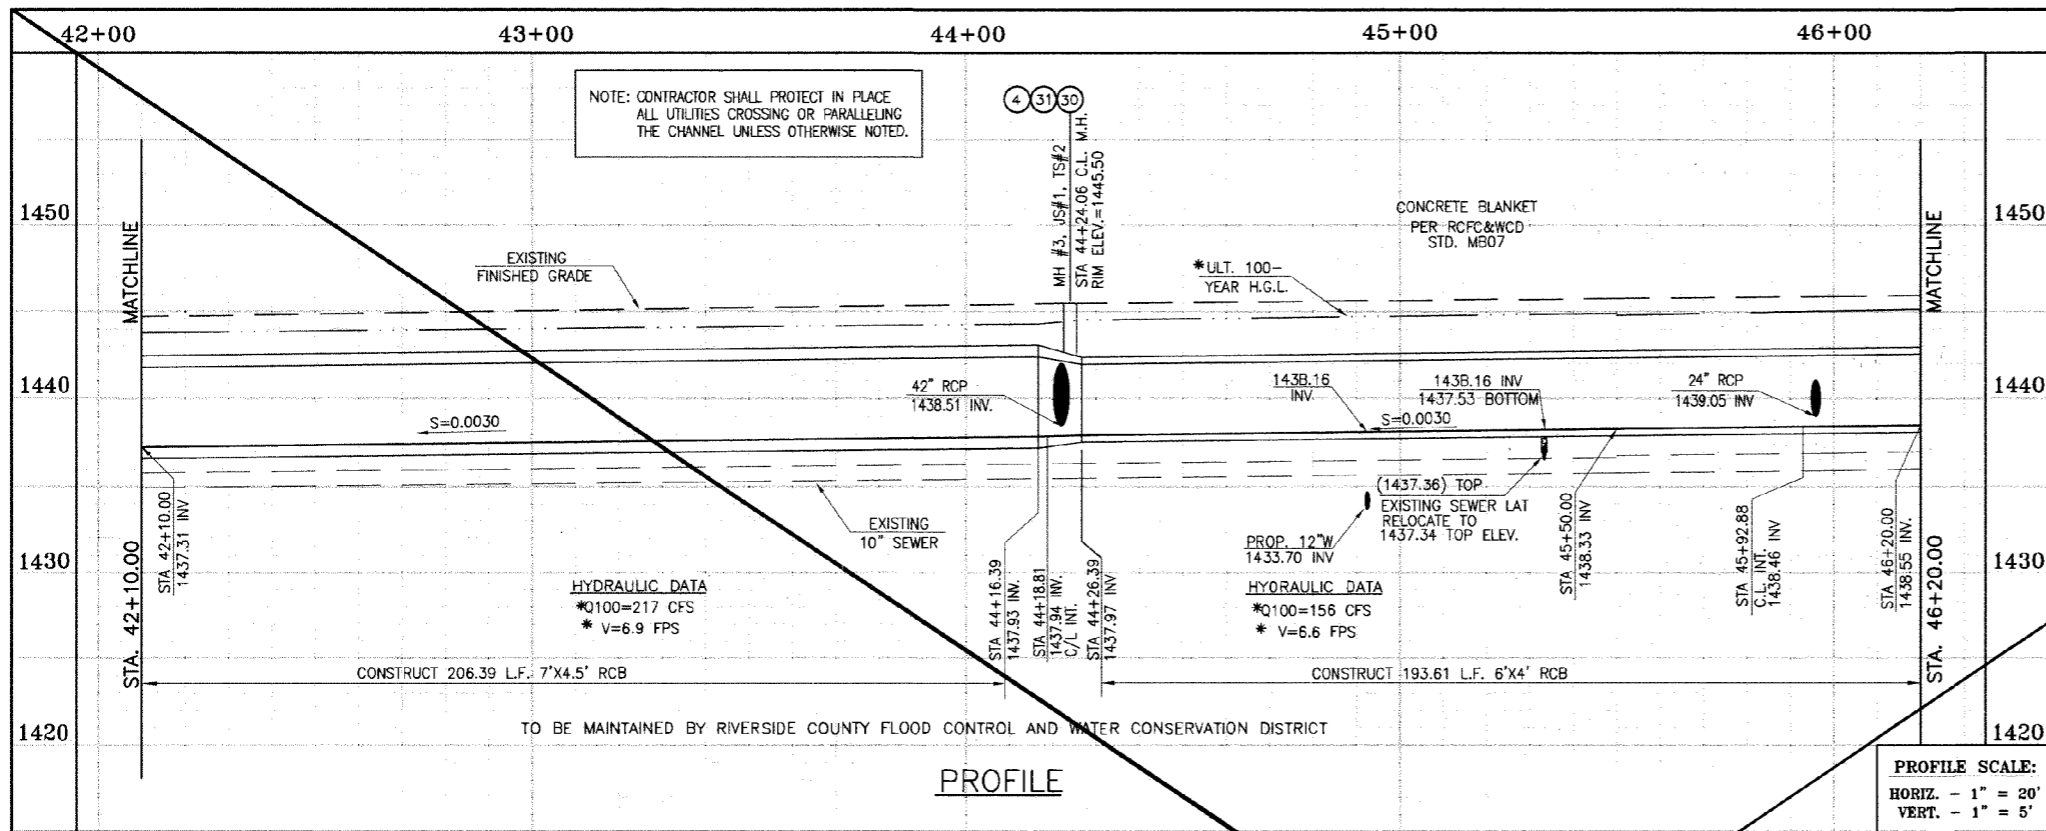 42+00 43+00 44+00 45+00 46+00
NOTE: CONTRACTOR SHALL PROTECT IN PLACE
ALL UTILITIES CROSSING OR PARALLELING
THE CHANNEL UNLESS OTHERWISE NOTED.
4 31 30
MH #3, JS#1, TS#2
STA 44+24.06 C.L. M.H.
RIM ELEV.=1445.50
CONCRETE BLANKET
PER RCFC&WCD
STD. MB07
1450
1450
MATCHLINE
MATCHLINE
EXISTING
FINISHED GRADE
*ULT. 100-
YEAR H.G.L.
1440
1440
42" RCP
1438.51 INV.
143B.16
INV.
143B.16 INV
1437.53 BOTTOM
24" RCP
1439.05 INV
S=0.0030
S=0.0030
STA 42+10.00
1437.31 INV
EXISTING
10" SEWER
(1437.36) TOP
EXISTING SEWER LAT
RELOCATE TO
1437.34 TOP ELEV.
PROP. 12"W
1433.70 INV
1430
1430
STA 44+16.39
1437.93 INV.
STA 44+18.81
1437.94 INV.
C/L INT.
STA 44+26.39
1437.97 INV
STA 45+50.00
1438.33 INV
STA 45+92.88
C.L. INT.
1438.46 INV
STA 46+20.00
1438.55 INV.
HYDRAULIC DATA
*Q100=217 CFS
* V=6.9 FPS
HYORAULIC DATA
*Q100=156 CFS
* V=6.6 FPS
STA. 42+10.00
STA. 46+20.00
CONSTRUCT 206.39 L.F. 7'X4.5' RCB
CONSTRUCT 193.61 L.F. 6'X4' RCB
TO BE MAINTAINED BY RIVERSIDE COUNTY FLOOD CONTROL AND WATER CONSERVATION DISTRICT
1420
1420
PROFILE
PROFILE SCALE:
HORIZ. - 1" = 20'
VERT. - 1" = 5'